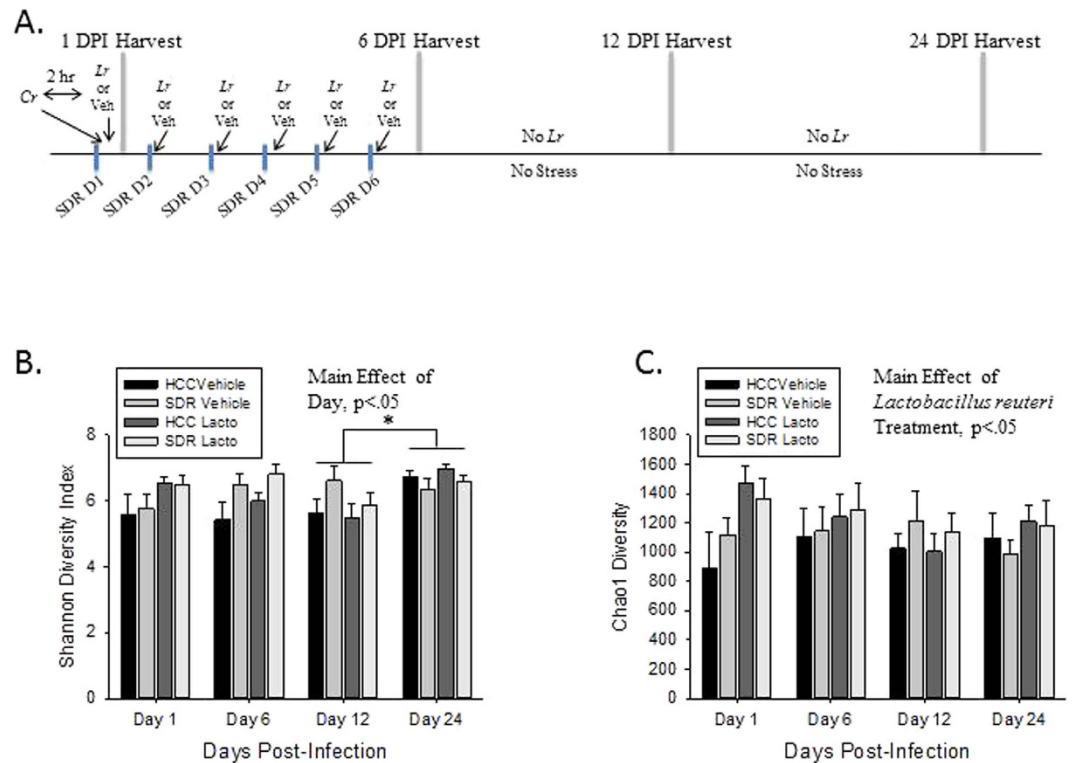 A.
1 DPI Harvest
6 DPI Harvest
12 DPI Harvest
24 DPI Harvest
2 hr
Cr
Lr
or
Veh
Lr
or
Veh
Lr
or
Veh
Lr
or
Veh
Lr
or
Veh
Lr
or
Veh
No Lr
No Lr
No Stress
No Stress
SDR D1
SDR D2
SDR D3
SDR D4
SDR D5
SDR D6
B.
HCCVehicle
SDR Vehicle
HCC Lacto
SDR Lacto
Main Effect of
Day, p<.05
*
Shannon Diversity Index
8
6
4
2
0
Day 1
Day 6
Day 12
Day 24
Days Post-Infection
C.
HCCVehicle
SDR Vehicle
HCC Lacto
SDR Lacto
Main Effect of
Lactobacillus reuteri
Treatment, p<.05
Chao1 Diversity
1800
1600
1400
1200
1000
800
600
400
200
0
Day 1
Day 6
Day 12
Day 24
Days Post-Infection